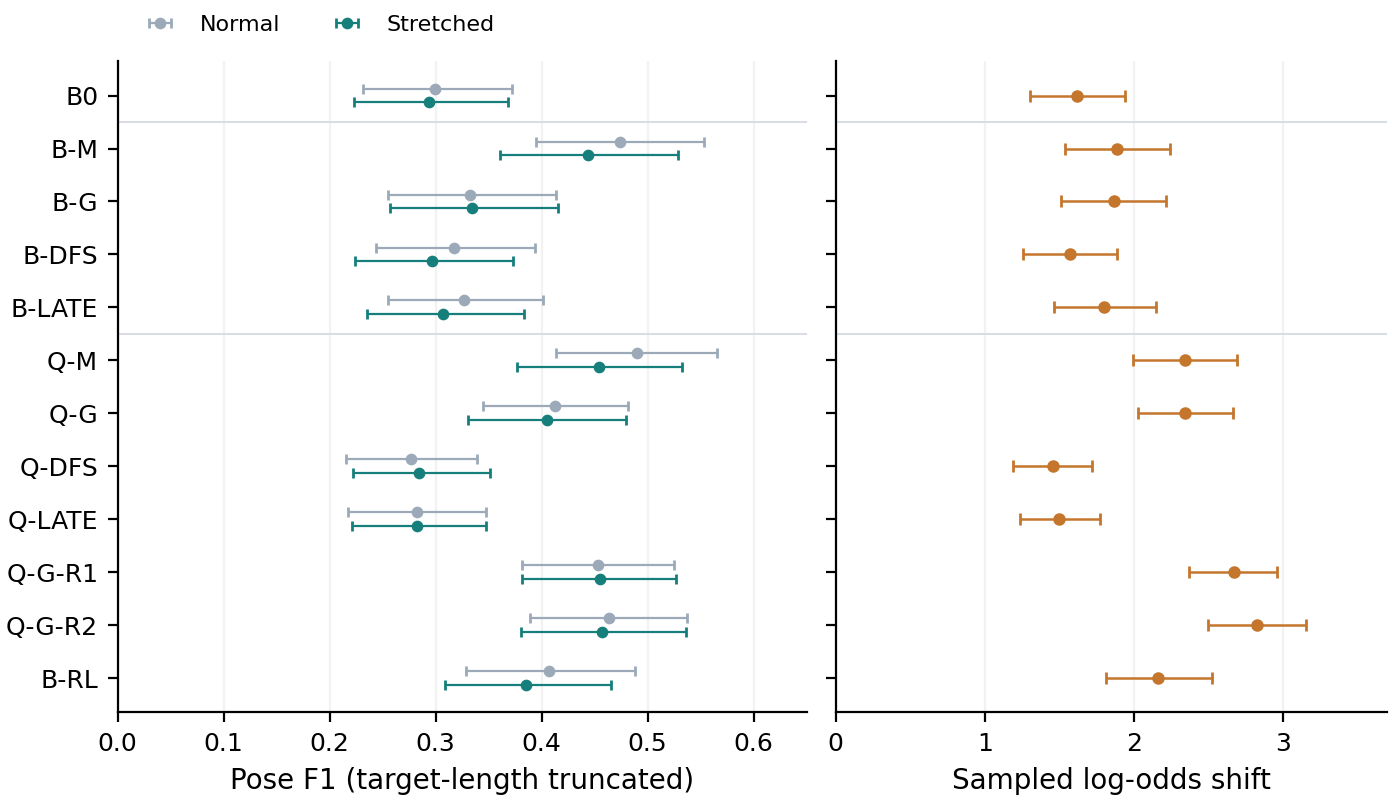 Normal Stretched
B0
B-M
B-G
B-DFS
B-LATE
Q-M
Q-G
Q-DFS
Q-LATE
Q-G-R1
Q-G-R2
B-RL
0.0 0.1 0.2 0.3 0.4 0.5 0.6
Pose F1 (target-length truncated)
0 1 2 3
Sampled log-odds shift